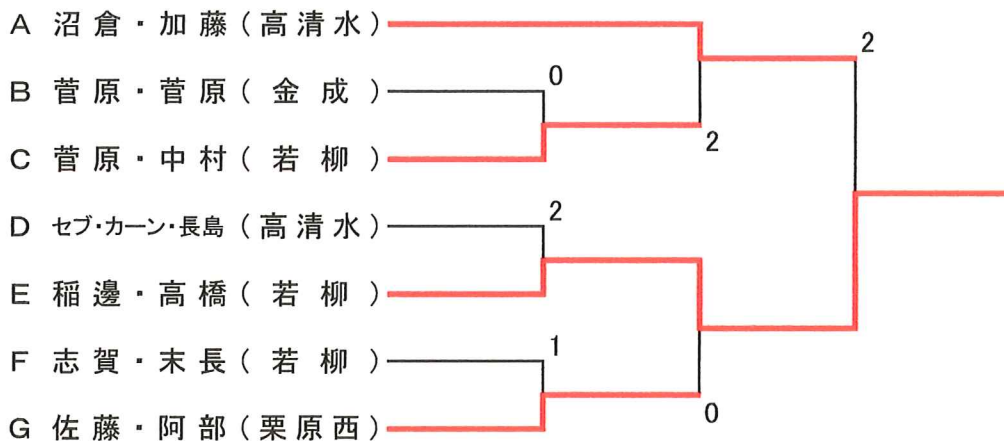 A 沼倉・加藤(高清水)
2
B 菅原・菅原(金成)
0
C 菅原・中村(若柳)
2
D セブ・カーン・長島(高清水)
2
E 稲邊・高橋(若柳)
F 志賀・末長(若柳)
1
G 佐藤・阿部(栗原西)
0